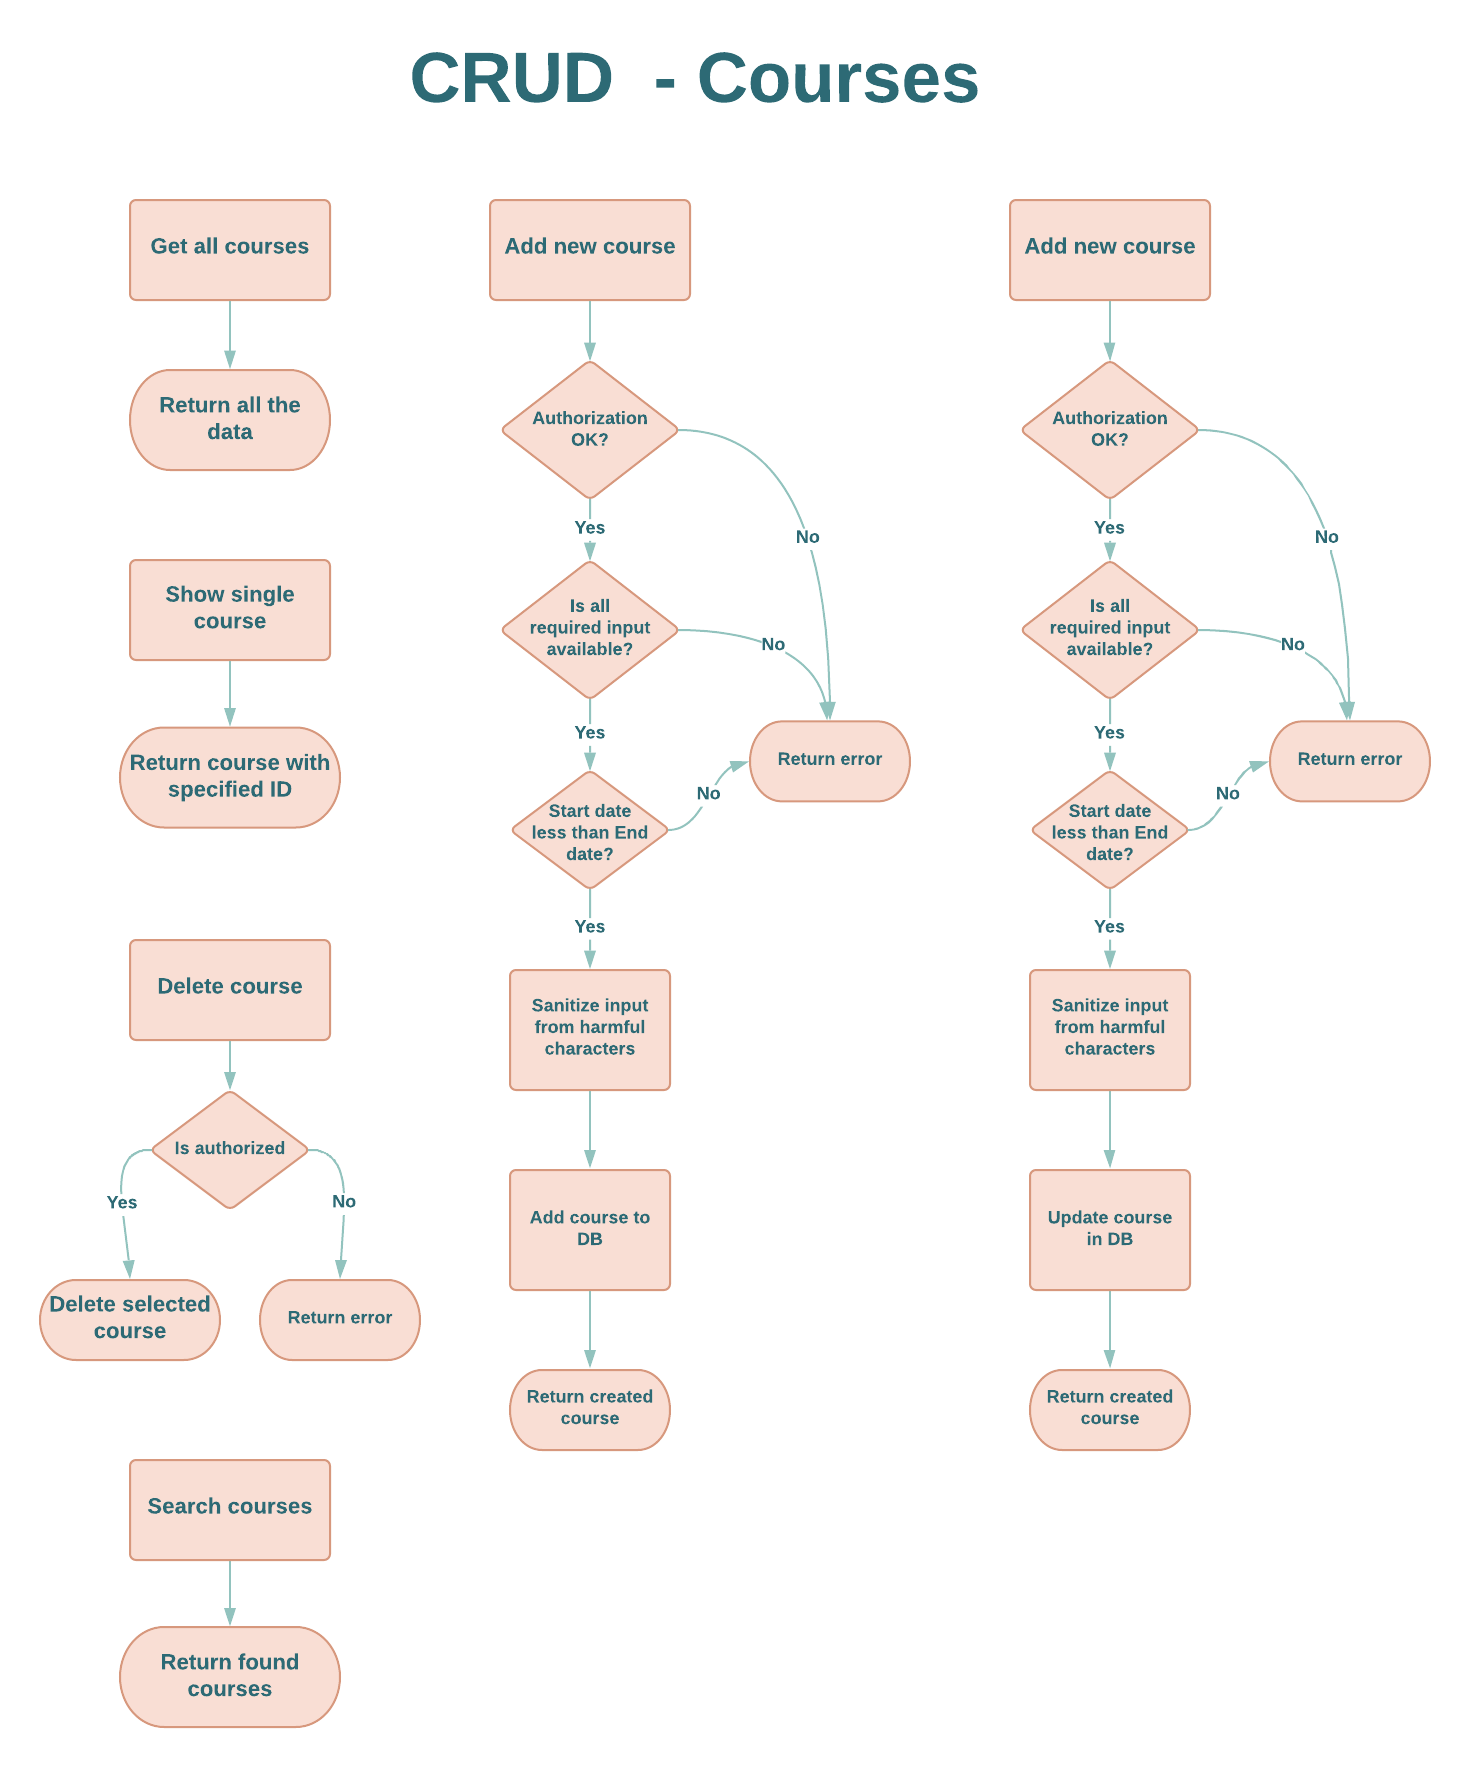 CRUD - Courses
Get all courses
Return all the
data
Show single
course
Return course with
specified ID
Delete course
Is authorized
Yes
No
Delete selected
course
Return error
Search courses
Return found
courses
Add new course
Authorization
OK?
Yes
No
Is all
required input
available?
No
Yes
Return error
Start date
less than End
date?
No
Yes
Sanitize input
from harmful
characters
Add course to
DB
Return created
course
Add new course
Authorization
OK?
Yes
No
Is all
required input
available?
No
Yes
Return error
Start date
less than End
date?
No
Yes
Sanitize input
from harmful
characters
Update course
in DB
Return created
course